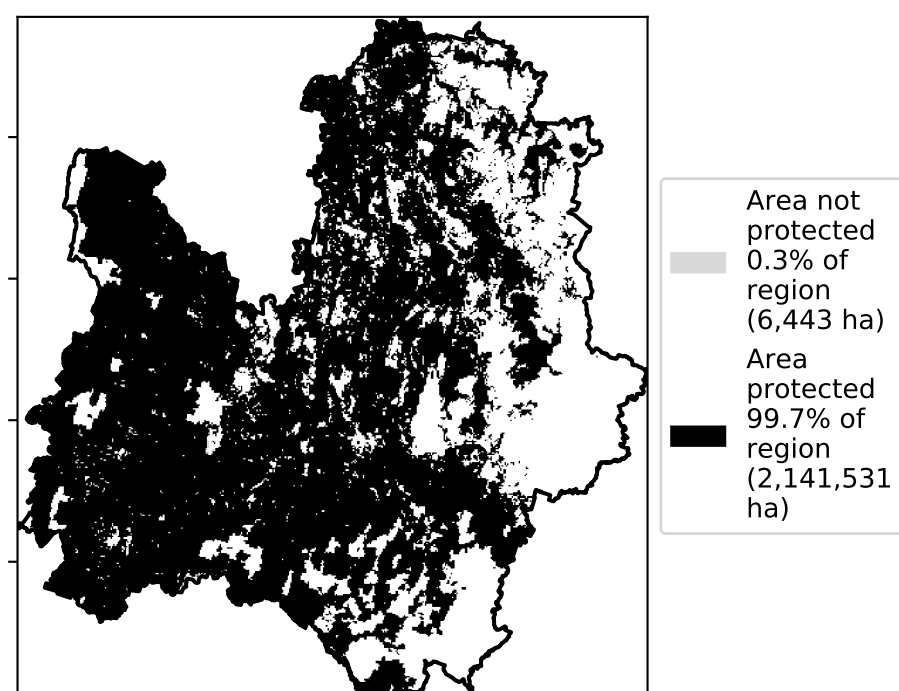 Area not
protected
0.3% of
region
(6,443 ha)
Area
protected
99.7% of
region
(2,141,531
ha)